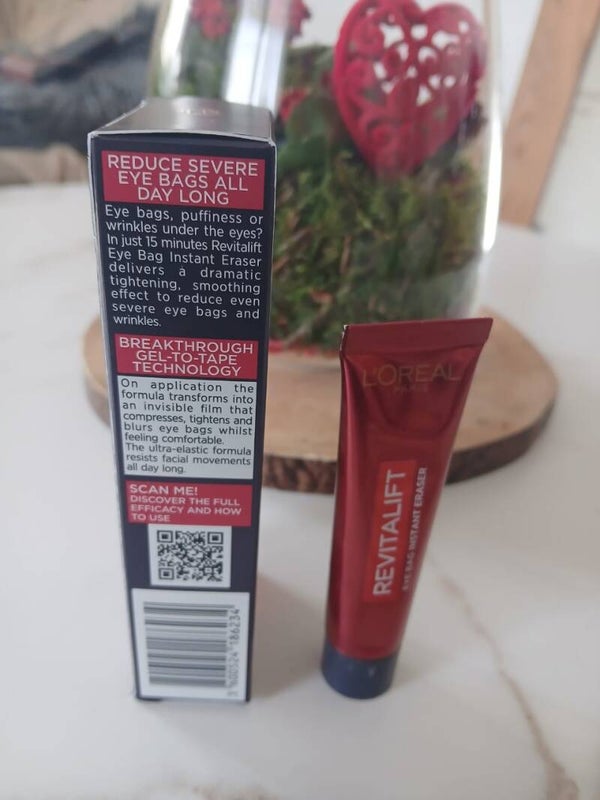 REDUCE SEVERE
EYE BAGS ALL
DAY LONG
Eye bags, puffiness or
wrinkles under the eyes?
In just 15 minutes Revitalift
Eye Bag Instant Eraser
delivers a dramatic
tightening, smoothing
effect to reduce even
severe eye bags and
wrinkles.
BREAKTHROUGH
GEL-TO-TAPE
TECHNOLOGY
On application the
formula transforms into
an invisible film that
compresses, tightens and
blurs eye bags whilst
feeling comfortable.
The ultra-elastic formula
resists facial movements
all day long.
SCAN ME!
DISCOVER THE FULL
EFFICACY AND HOW
TO USE
3 600524 186234
L'ORÉAL
PARIS
REVITALIFT
EYE BAG INSTANT ERASER